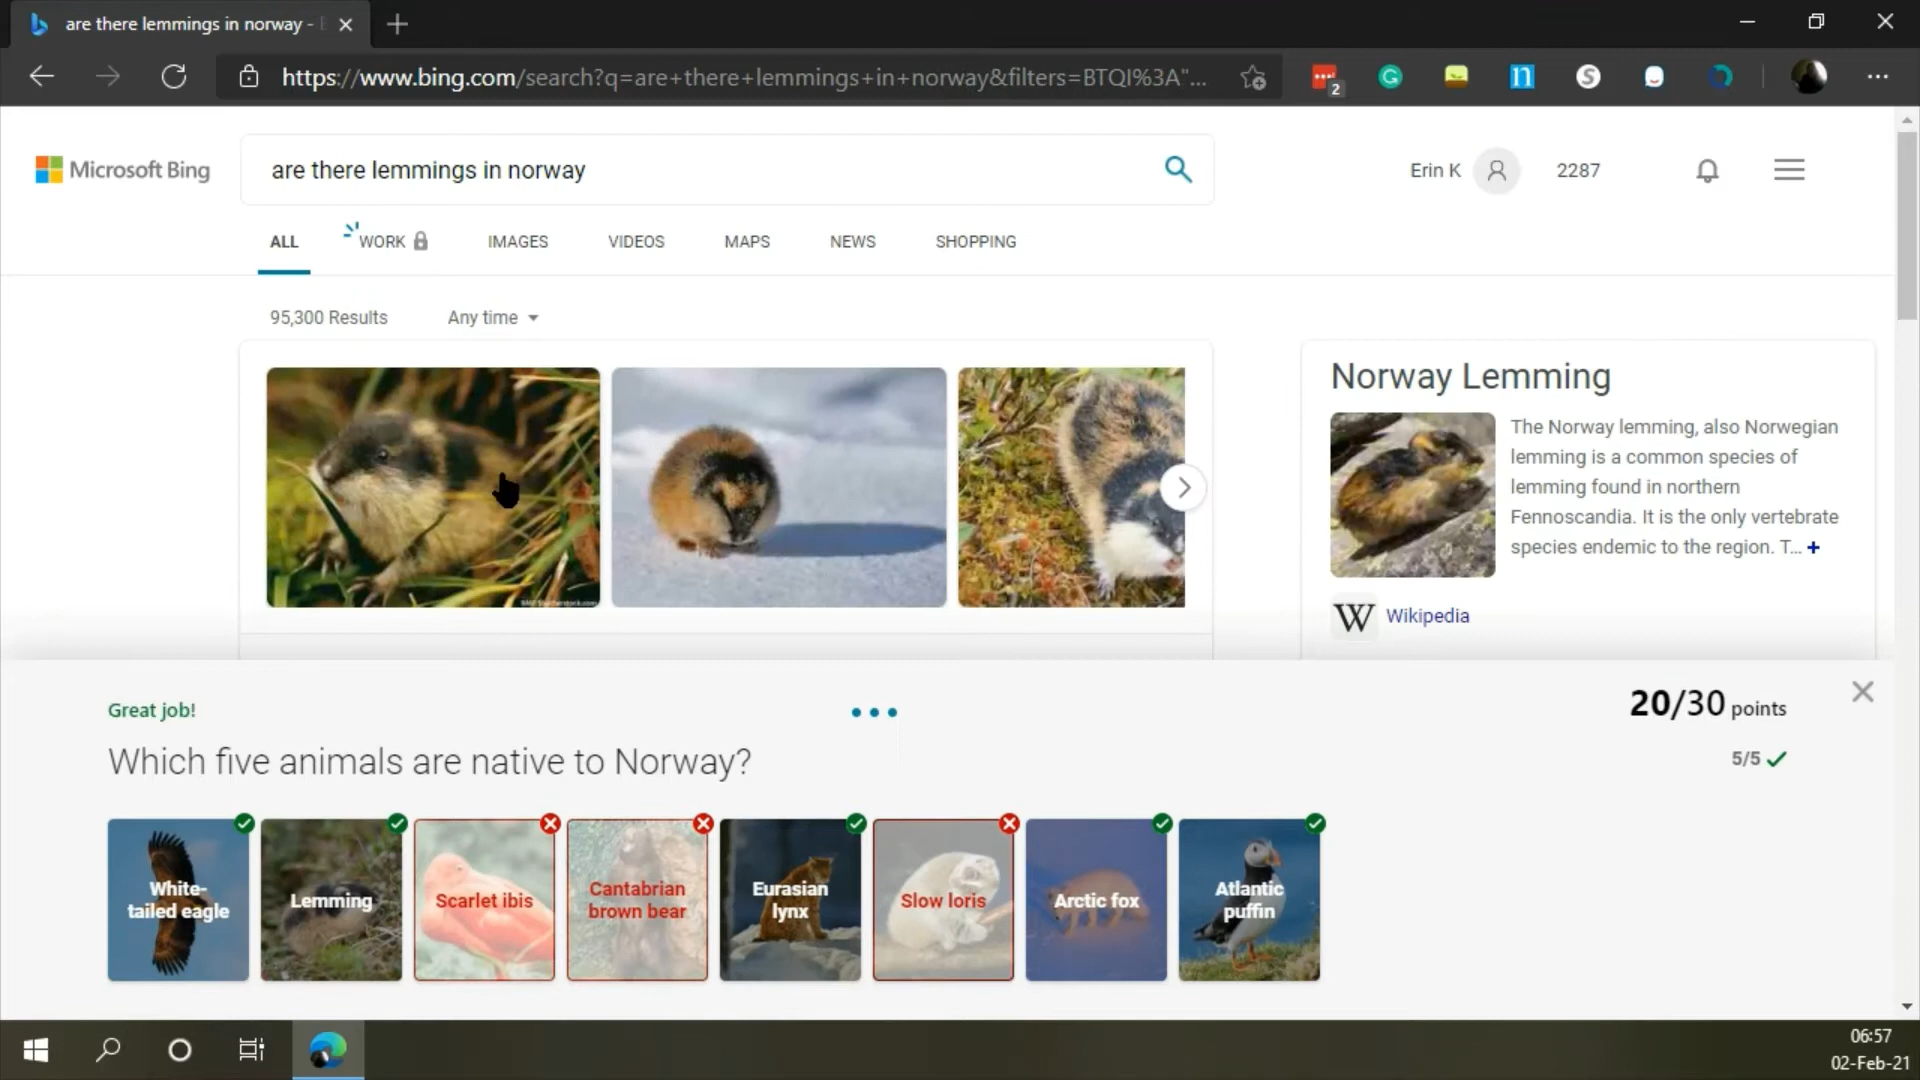 are there lemmings in norway -
https://www.bing.com/search?q=are+there+lemmings+in+norway&filters=BTQI%3A"...
2
Microsoft Bing
are there lemmings in norway
Erin K
2287
ALL
WORK
IMAGES
VIDEOS
MAPS
NEWS
SHOPPING
95,300 Results
Any time
Norway Lemming
The Norway lemming, also Norwegian
lemming is a common species of
lemming found in northern
Fennoscandia. It is the only vertebrate
species endemic to the region. T... +
W Wikipedia
Great job!
20/30 points
Which five animals are native to Norway?
5/5
White-
tailed eagle
Lemming
Scarlet ibis
Cantabrian
brown bear
Eurasian
lynx
Slow loris
Arctic fox
Atlantic
puffin
06:57
02-Feb-21